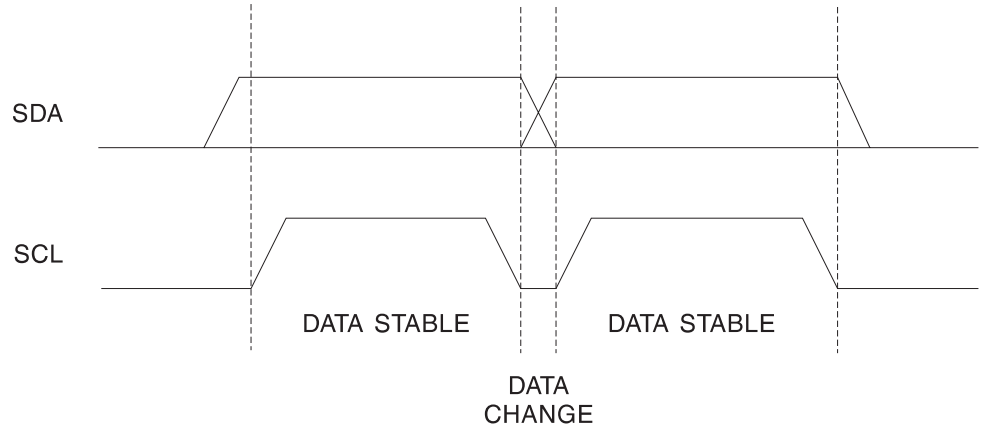 SDA
SCL
DATA STABLE
DATA STABLE
DATA
CHANGE